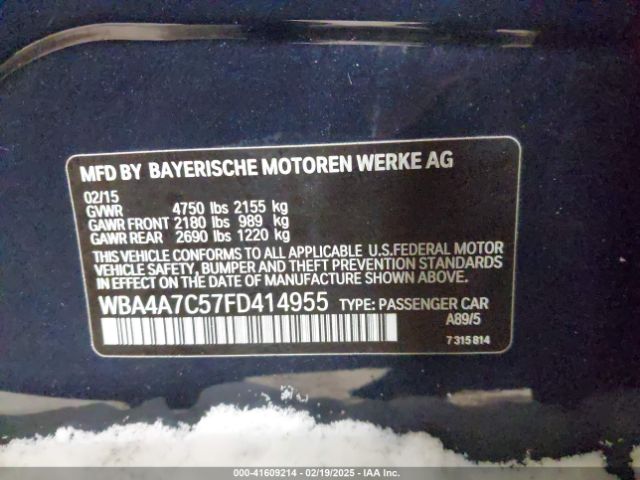 MFD BY BAYERISCHE MOTOREN WERKE AG
02/15
GVWR 4750 lbs 2155 kg
GAWR FRONT 2180 lbs 989 kg
GAWR REAR 2690 lbs 1220 kg
THIS VEHICLE CONFORMS TO ALL APPLICABLE U.S.FEDERAL MOTOR
VEHICLE SAFETY, BUMPER AND THEFT PREVENTION STANDARDS
IN EFFECT ON THE DATE OF MANUFACTURE SHOWN ABOVE.
WBA4A7C57FD414955 TYPE: PASSENGER CAR
A89/5
7 315 814
000-41609214 - 02/19/2025 - IAA Inc.